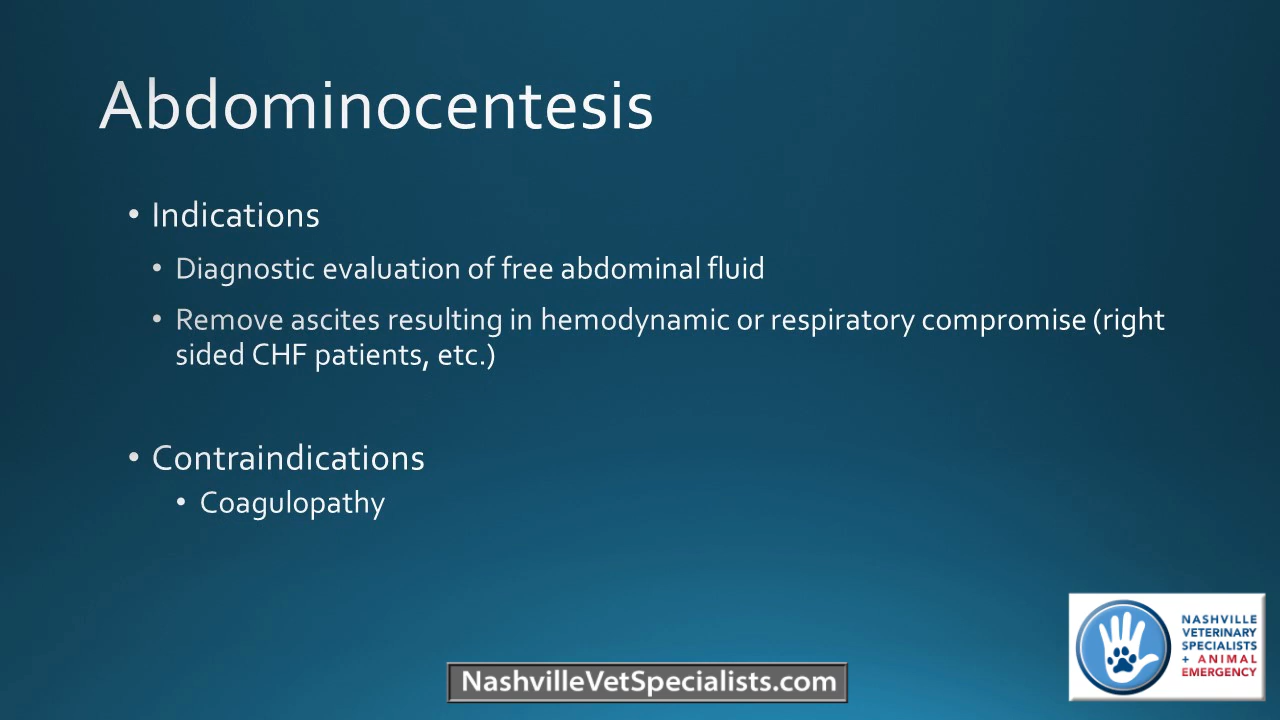 Abdominocentesis
• Indications
• Diagnostic evaluation of free abdominal fluid
• Remove ascites resulting in hemodynamic or respiratory compromise (right
sided CHF patients, etc.)
• Contraindications
• Coagulopathy
NASHVILLE
VETERINARY
SPECIALISTS
+ ANIMAL
EMERGENCY
NashvilleVetSpecialists.com